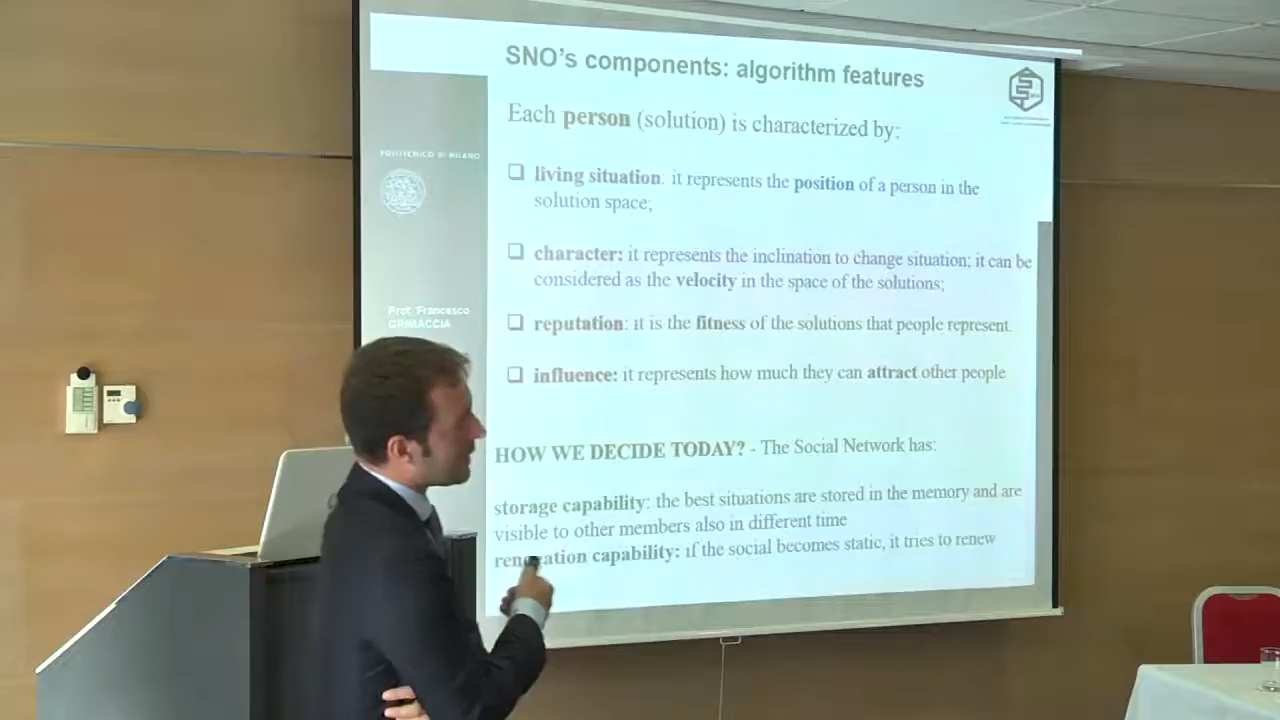 SNO's components: algorithm features
Each person (solution) is characterized by:
POLITECNICO DI MILANO
living situation: it represents the position of a person in the
solution space;
character: it represents the inclination to change situation; it can be
considered as the velocity in the space of the solutions;
Prof. Francesco
GRIMACCIA
reputation: it is the fitness of the solutions that people represent.
influence: it represents how much they can attract other people
HOW WE DECIDE TODAY? - The Social Network has:
storage capability: the best situations are stored in the memory and are
visible to other members also in different time
renovation capability: if the social becomes static, it tries to renew